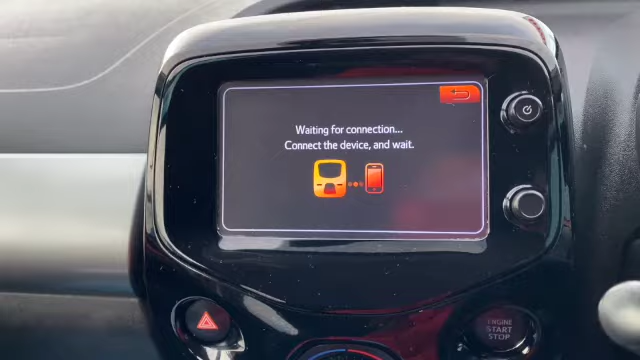 Waiting for connection...
Connect the device, and wait.
ENGINE
START
STOP